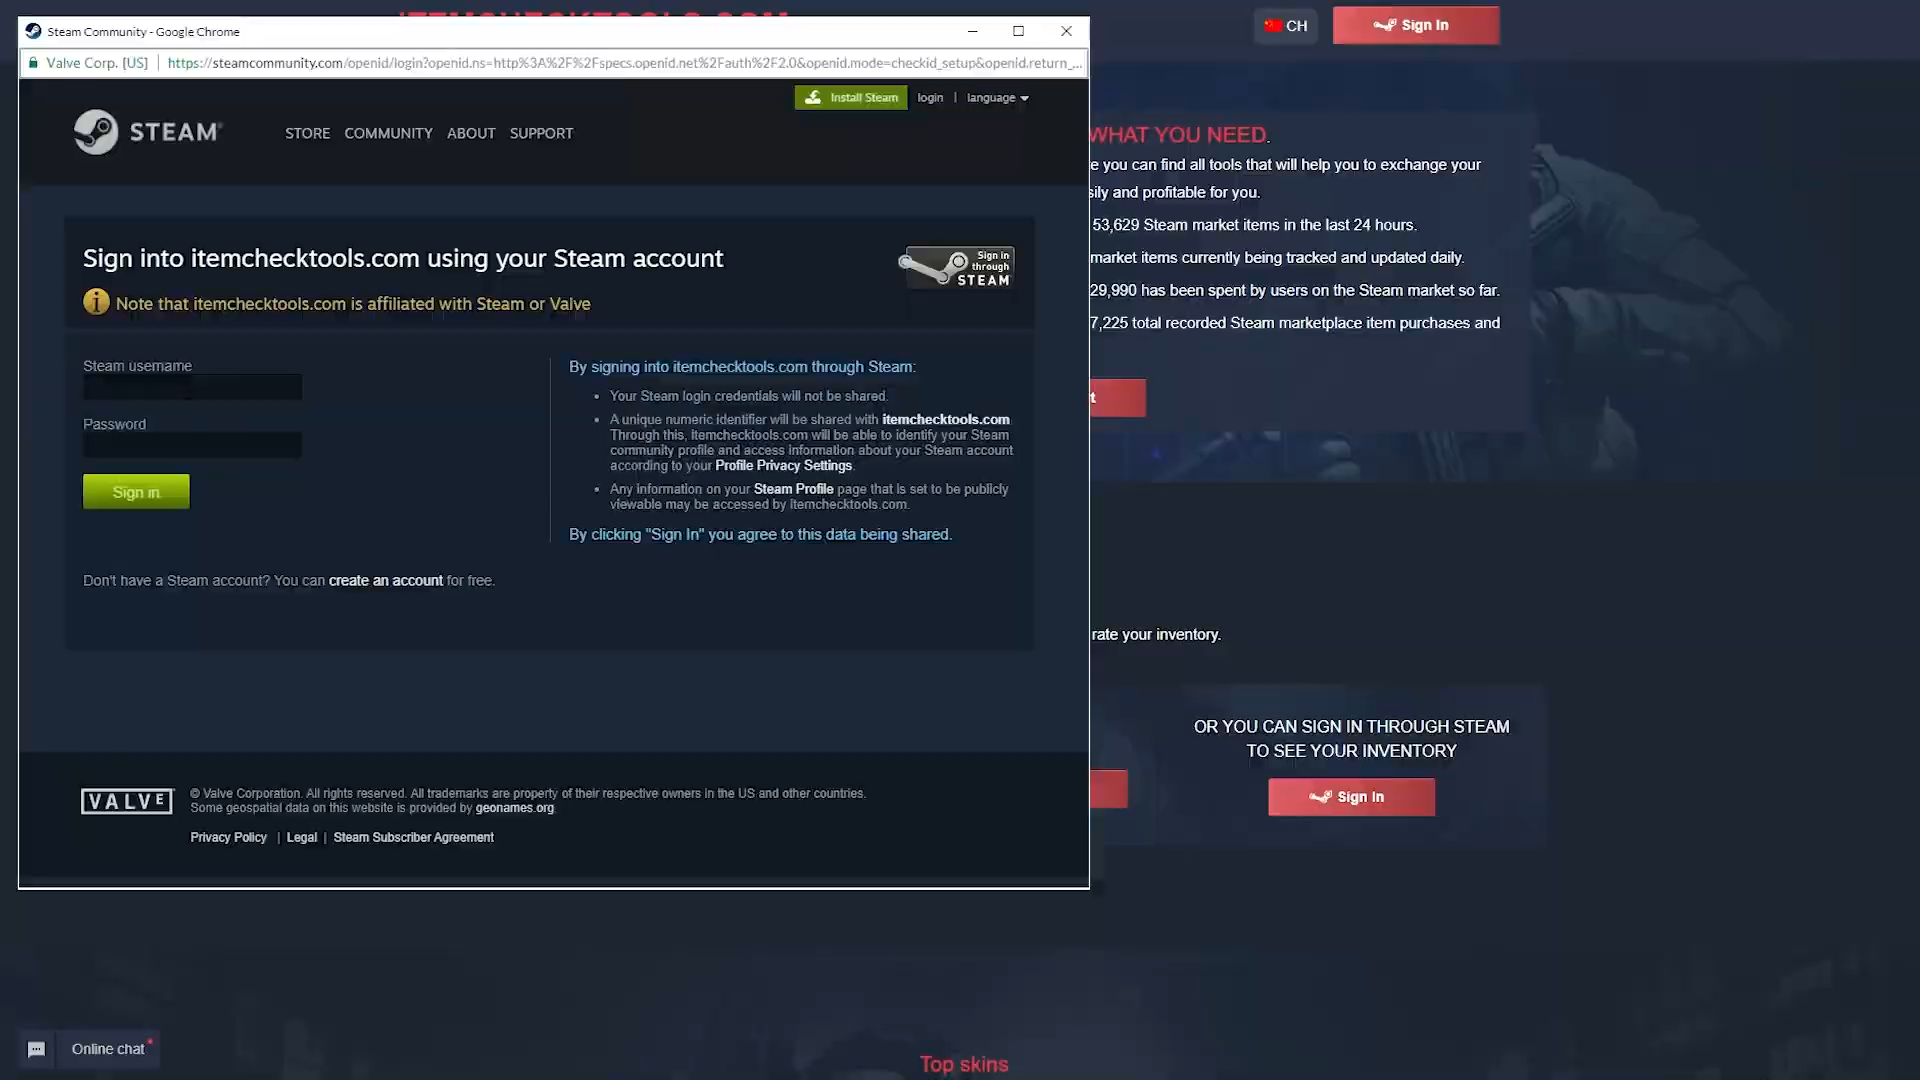 Steam Community - Google Chrome
CH
Sign In
Valve Corp. [US]
https://steamcommunity.com/openid/login?openid.ns=http%3A%2F%2Fspecs.openid.net%2Fauth%2F2.0&openid.mode=checkid_setup&openid.return_...
Install Steam
login
|
language
STEAM
STORE
COMMUNITY
ABOUT
SUPPORT
Sign into itemchecktools.com using your Steam account
Sign in
through
STEAM
Note that itemchecktools.com is affiliated with Steam or Valve
Steam username
Password
Sign in
By signing into itemchecktools.com through Steam:
• Your Steam login credentials will not be shared.
• A unique numeric identifier will be shared with itemchecktools.com
Through this, itemchecktools.com will be able to identify your Steam
community profile and access information about your Steam account
according to your Profile Privacy Settings.
• Any information on your Steam Profile page that is set to be publicly
viewable may be accessed by itemchecktools.com.
By clicking "Sign In" you agree to this data being shared.
Don't have a Steam account? You can create an account for free.
VALVE
© Valve Corporation. All rights reserved. All trademarks are property of their respective owners in the US and other countries.
Some geospatial data on this website is provided by geonames.org.
Privacy Policy | Legal | Steam Subscriber Agreement
WHAT YOU NEED.
e you can find all tools that will help you to exchange your
ily and profitable for you.
53,629 Steam market items in the last 24 hours.
market items currently being tracked and updated daily.
29,990 has been spent by users on the Steam market so far.
7,225 total recorded Steam marketplace item purchases and
t
rate your inventory.
OR YOU CAN SIGN IN THROUGH STEAM
TO SEE YOUR INVENTORY
Sign In
Online chat
Top skins